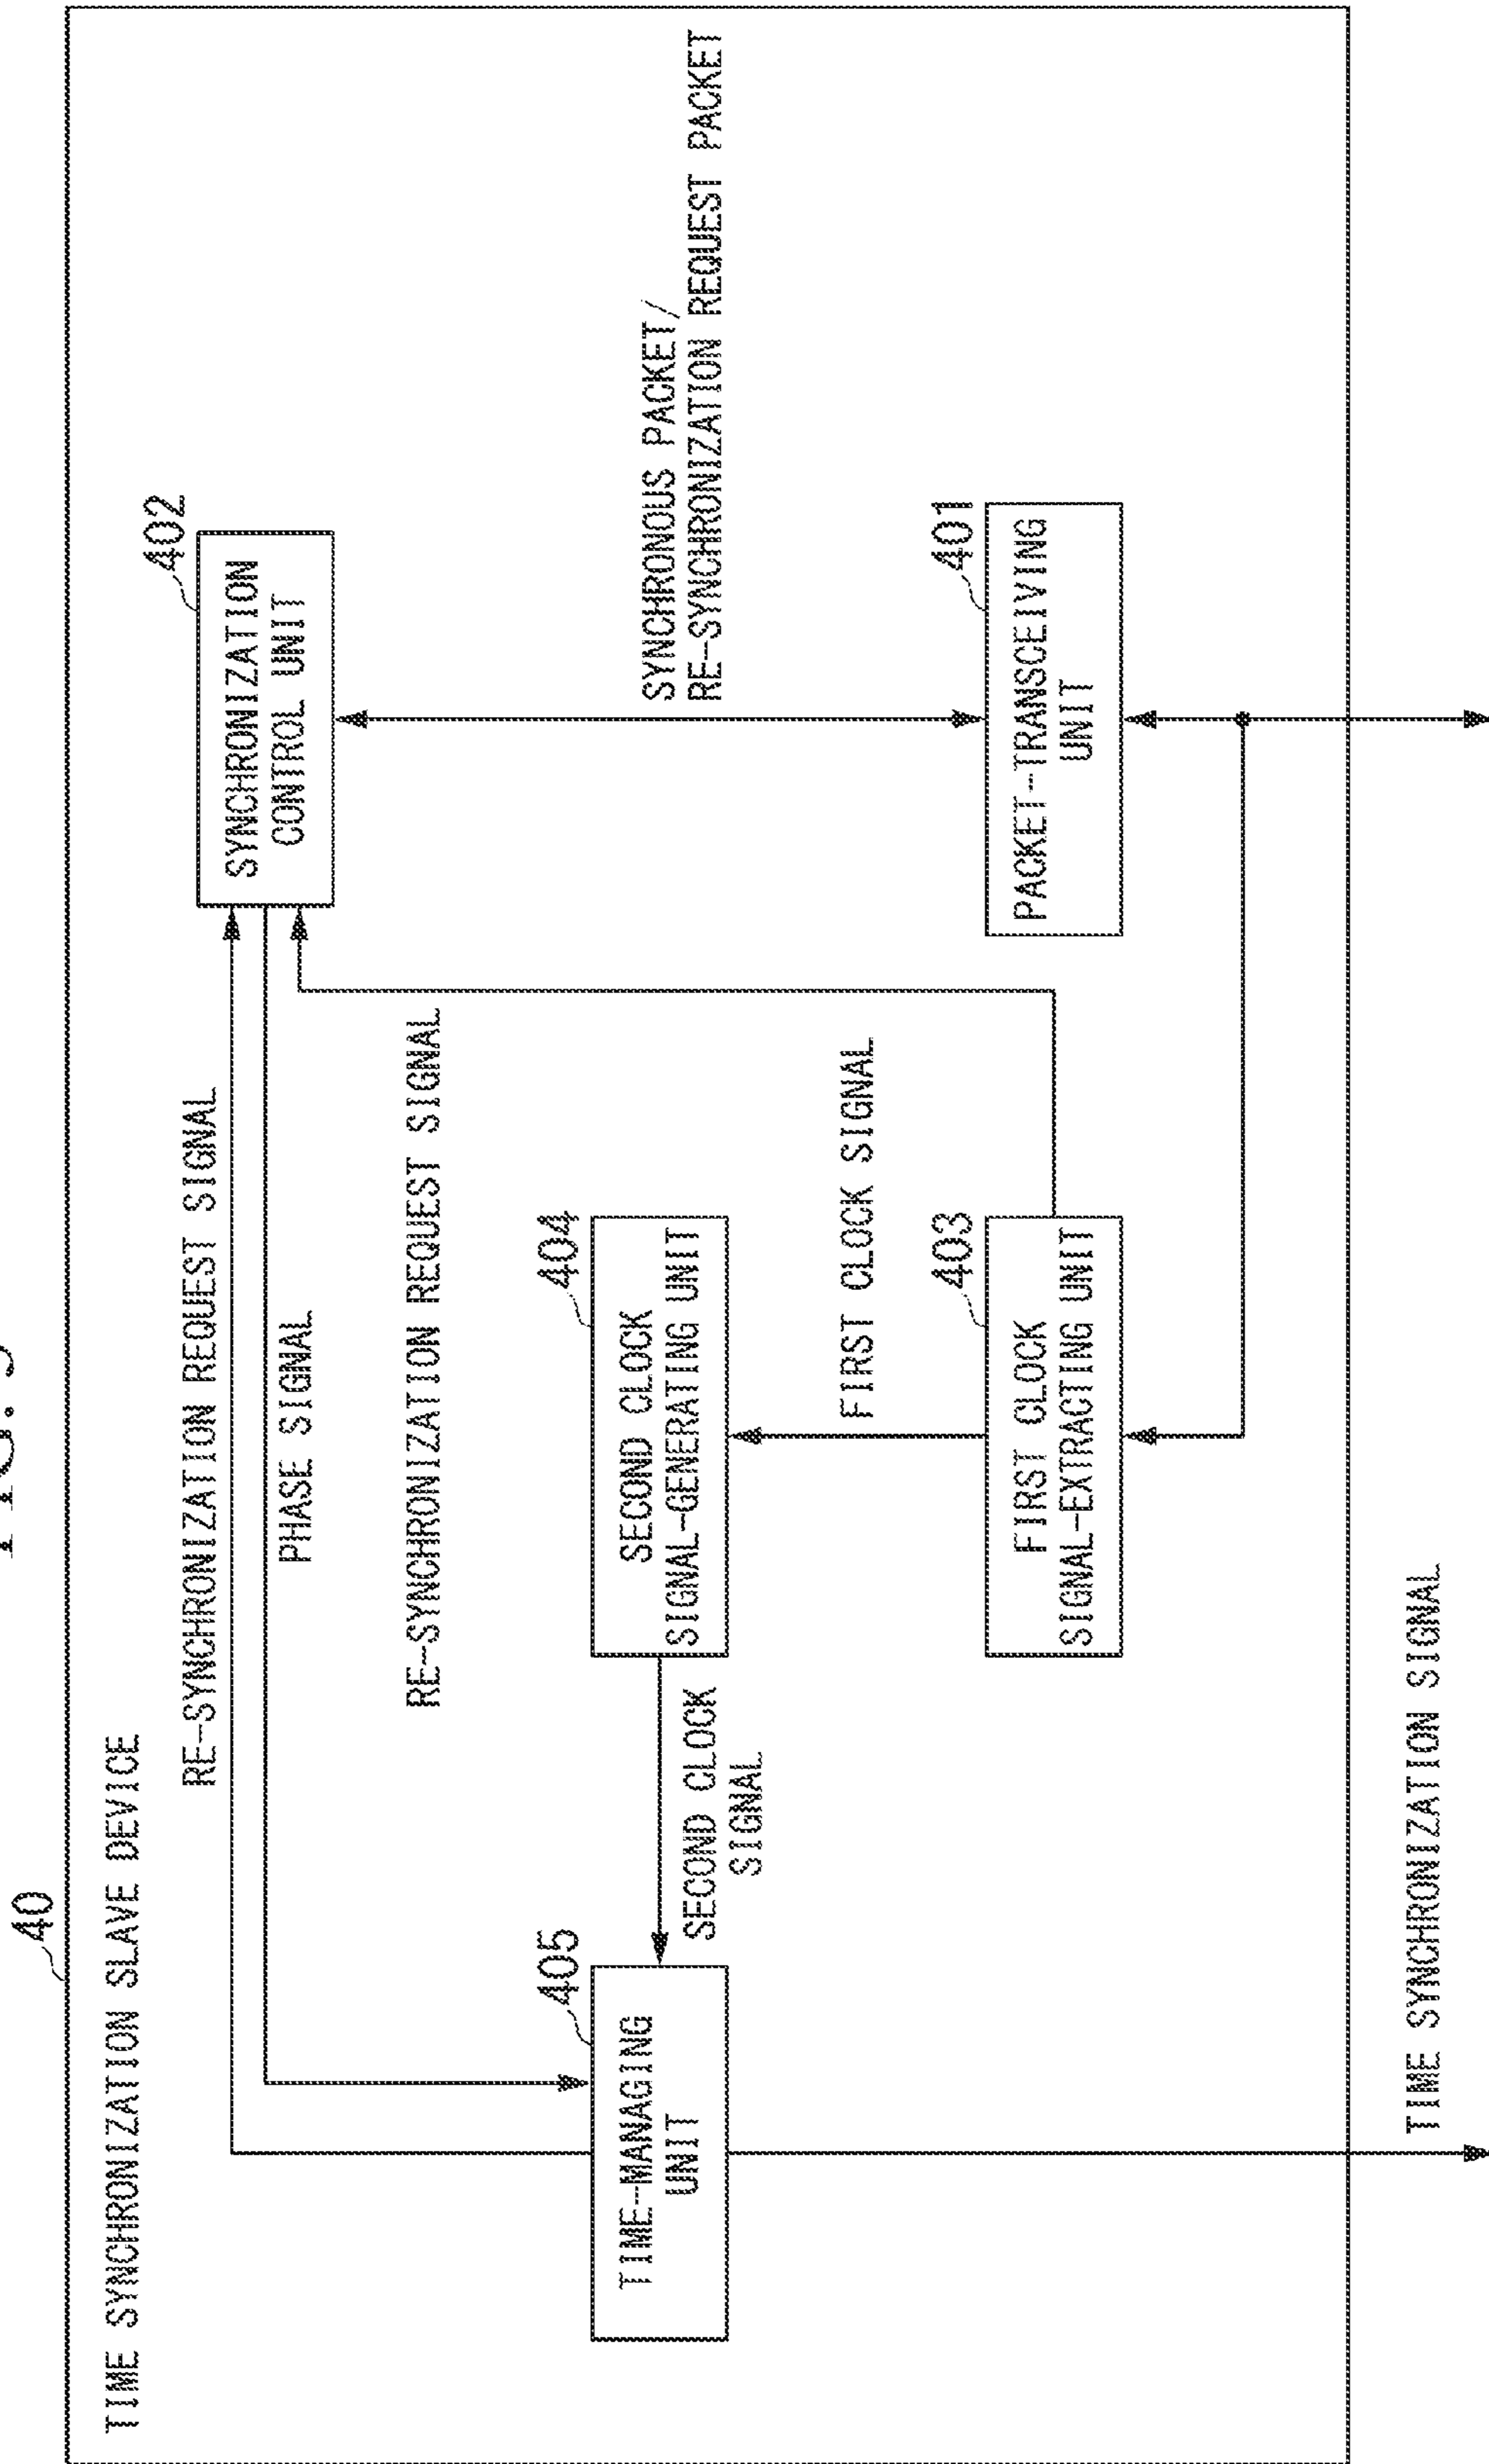 40
TIME SYNCHRONIZATION SLAVE DEVICE
RE-SYNCHRONIZATION REQUEST SIGNAL
PHASE SIGNAL
RE-SYNCHRONIZATION REQUEST SIGNAL
402
SYNCHRONIZATION
CONTROL UNIT
405
TIME-MANAGING
UNIT
SECOND CLOCK
SIGNAL
404
SECOND CLOCK
SIGNAL-GENERATING UNIT
FIRST CLOCK SIGNAL
SYNCHRONOUS PACKET/
RE-SYNCHRONIZATION REQUEST PACKET
403
FIRST CLOCK
SIGNAL-EXTRACTING UNIT
401
PACKET-TRANSCEIVING
UNIT
TIME SYNCHRONIZATION SIGNAL